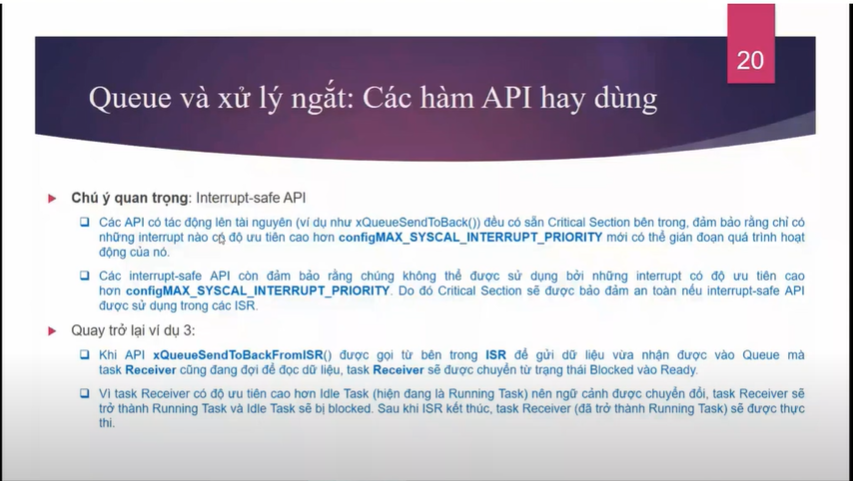 20
Queue và xử lý ngắt: Các hàm API hay dùng
Chú ý quan trọng: Interrupt-safe API
Các API có tác động lên tài nguyên (ví dụ như xQueueSendToBack()) đều có sẵn Critical Section bên trong, đảm bảo rằng chỉ có
những interrupt nào có độ ưu tiên cao hơn configMAX_SYSCAL_INTERRUPT_PRIORITY mới có thể gián đoạn quá trình hoạt
động của nó.
Các interrupt-safe API còn đảm bảo rằng chúng không thể được sử dụng bởi những interrupt có độ ưu tiên cao
hơn configMAX_SYSCAL_INTERRUPT_PRIORITY. Do đó Critical Section sẽ được bảo đảm an toàn nếu interrupt-safe API
được sử dụng trong các ISR.
Quay trở lại ví dụ 3:
Khi API xQueueSendToBackFromISR() được gọi từ bên trong ISR để gửi dữ liệu vừa nhận được vào Queue mà
task Receiver cũng đang đợi để đọc dữ liệu, task Receiver sẽ được chuyển từ trạng thái Blocked vào Ready.
Vì task Receiver có độ ưu tiên cao hơn Idle Task (hiện đang là Running Task) nên ngữ cảnh được chuyển đổi, task Receiver sẽ
trở thành Running Task và Idle Task sẽ bị blocked. Sau khi ISR kết thúc, task Receiver (đã trở thành Running Task) sẽ được thực
thi.